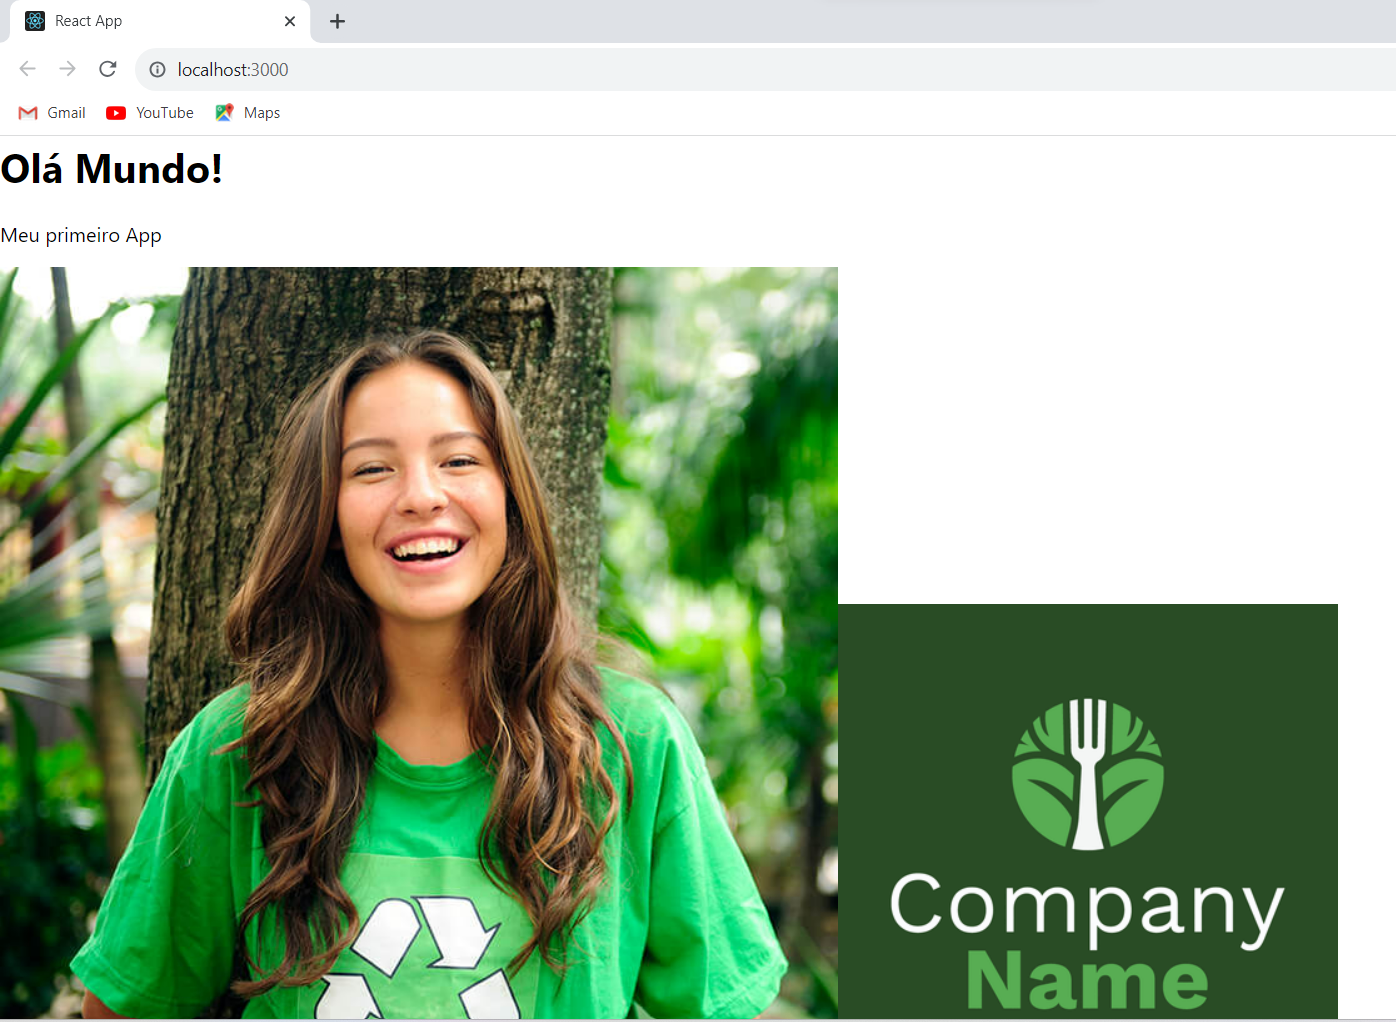 React App
localhost:3000
Gmail
YouTube
Maps
Olá Mundo!
Meu primeiro App
Company
Name